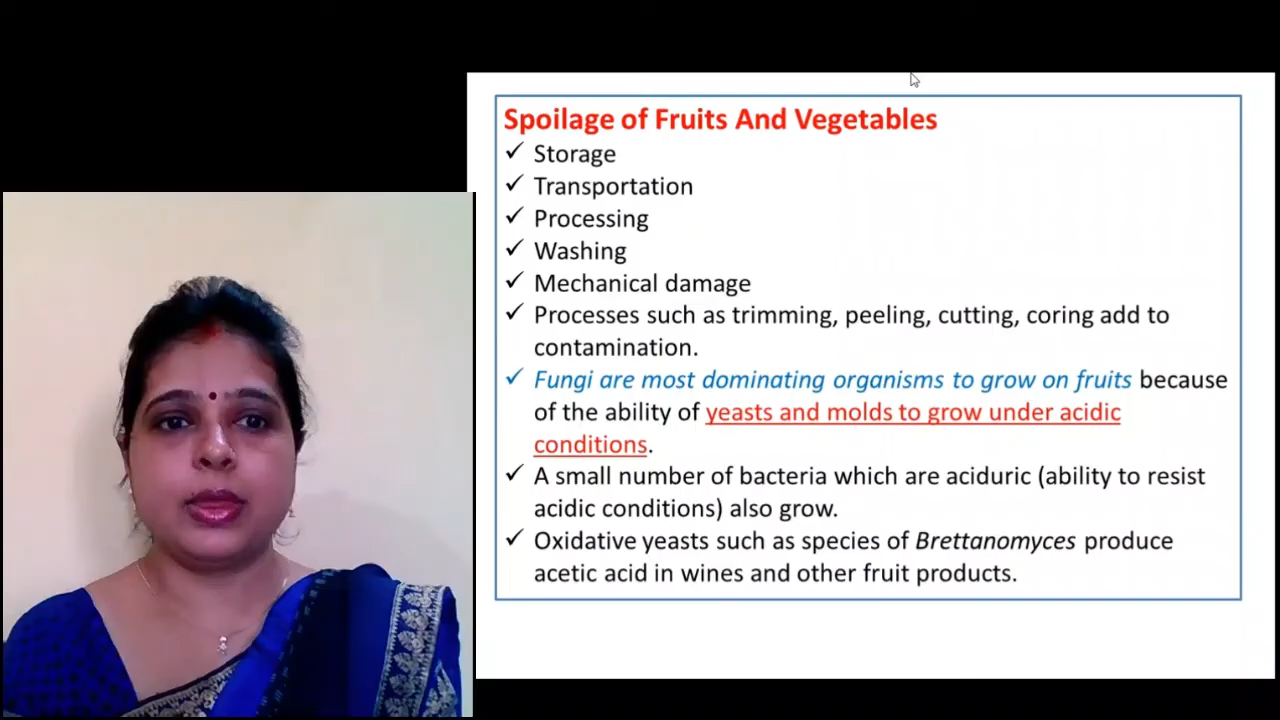 Spoilage of Fruits And Vegetables
✓ Storage
✓ Transportation
✓ Processing
✓ Washing
✓ Mechanical damage
✓ Processes such as trimming, peeling, cutting, coring add to
contamination.
✓ Fungi are most dominating organisms to grow on fruits because
of the ability of yeasts and molds to grow under acidic
conditions.
✓ A small number of bacteria which are aciduric (ability to resist
acidic conditions) also grow.
✓ Oxidative yeasts such as species of Brettanomyces produce
acetic acid in wines and other fruit products.